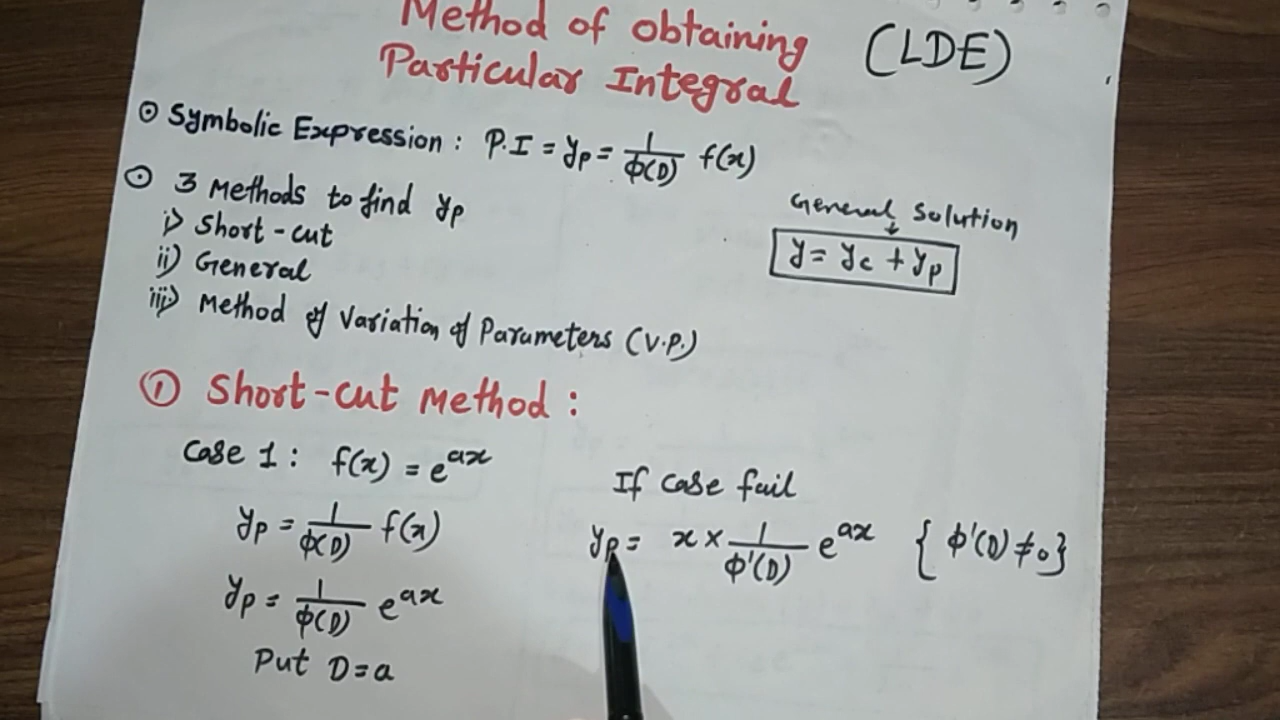 Method of obtaining
Particular Integral
(LDE)
⊙ Symbolic Expression : P.I = yp = 1/ϕ(D) f(x)
⊙ 3 Methods to find yp
i) Short-cut
ii) General
iii) Method of Variation of Parameters (V.P.)
General Solution
↓
y = yc + yp
① Short-cut Method :
Case 1 : f(x) = e^ax
yp = 1/ϕ(D) f(x)
yp = 1/ϕ(D) e^ax
Put D=a
If case fail
yp = x × 1/ϕ'(D) e^ax { ϕ'(D) ≠ 0 }